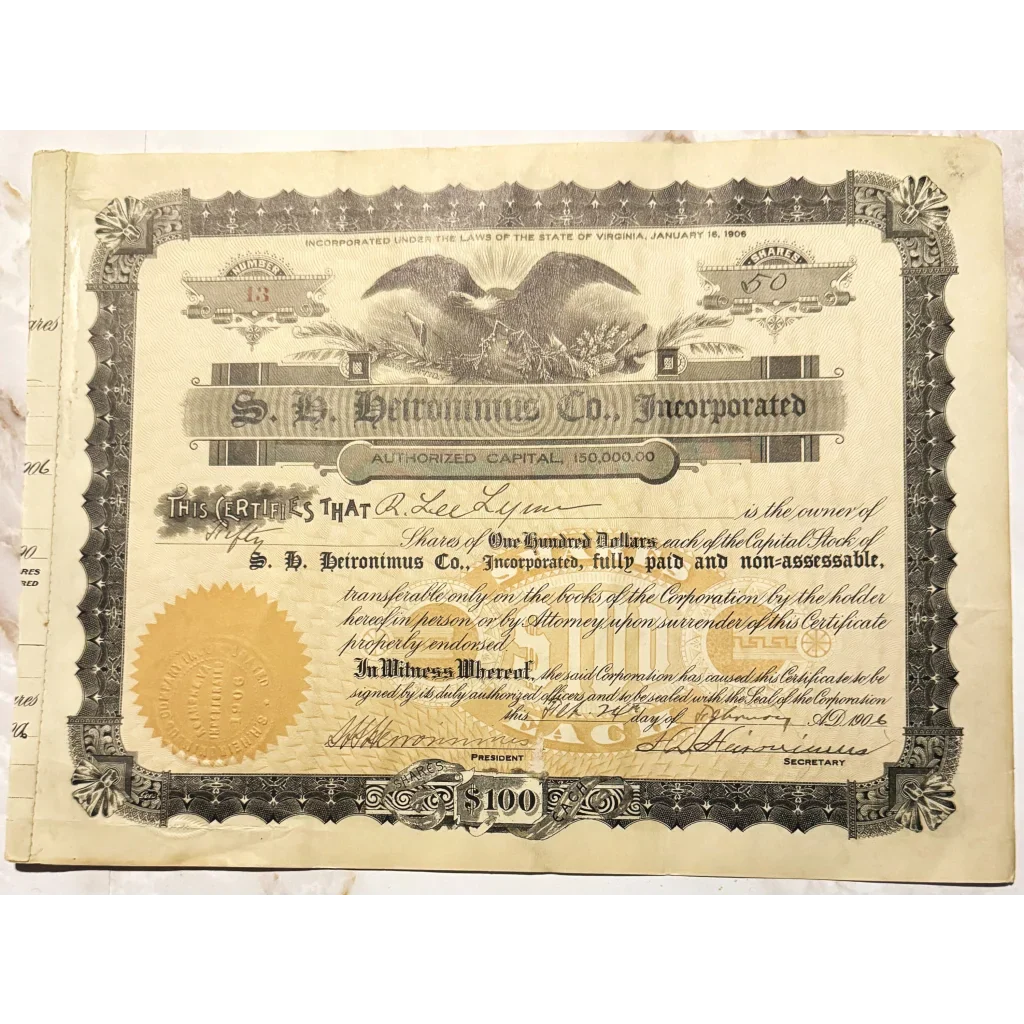 INCORPORATED UNDER THE LAWS OF THE STATE OF VIRGINIA, JANUARY 16, 1906
NUMBER
13
SHARES
50
S. H. Heironimus Co., Incorporated
AUTHORIZED CAPITAL, 150,000.00
THIS CERTIFIES THAT R. Lee Lynn is the owner of
Fifty Shares of One Hundred Dollars each of the Capital Stock of
S. H. Heironimus Co., Incorporated, fully paid and non=assessable,
transferable only on the books of the Corporation by the holder
hereof in person or by Attorney upon surrender of this Certificate
properly endorsed.
In Witness Whereof, the said Corporation has caused this Certificate to be
signed by its duly authorized officers and to be sealed with the Seal of the Corporation
this day of February A.D. 1906
S H Heironimus
Heironimus
PRESIDENT
SECRETARY
SHARES
$100
EACH